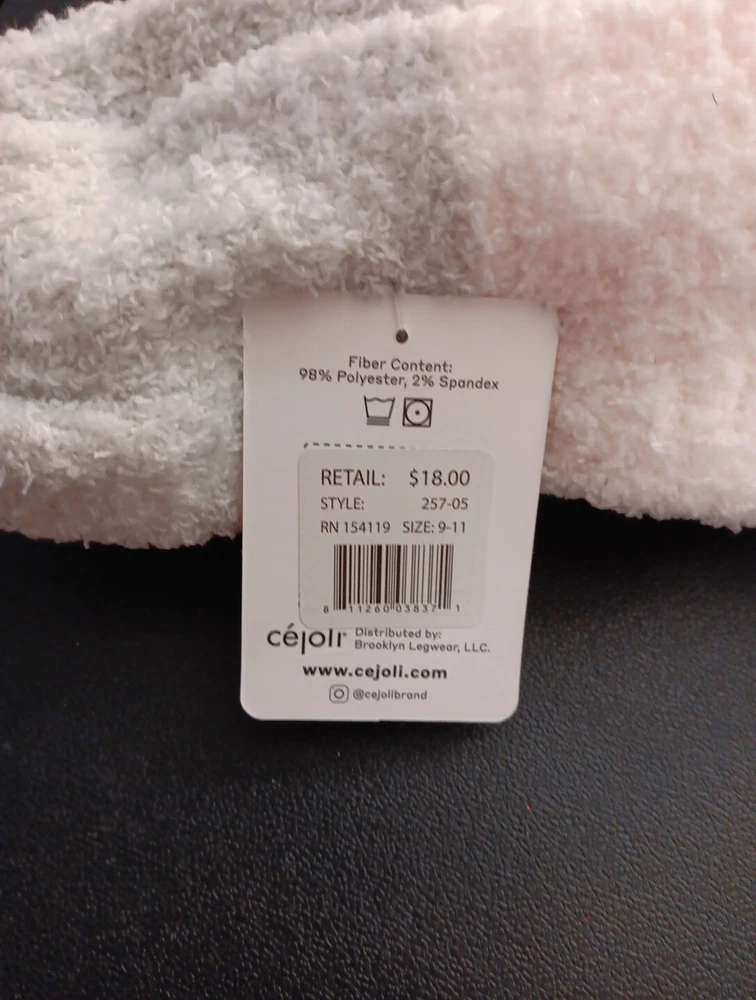 Fiber Content:
98% Polyester, 2% Spandex
RETAIL: $18.00
STYLE: 257-05
RN 154119 SIZE: 9-11
8 11260 03837 1
céjolı Distributed by:
Brooklyn Legwear, LLC.
www.cejoli.com
@cejolibrand